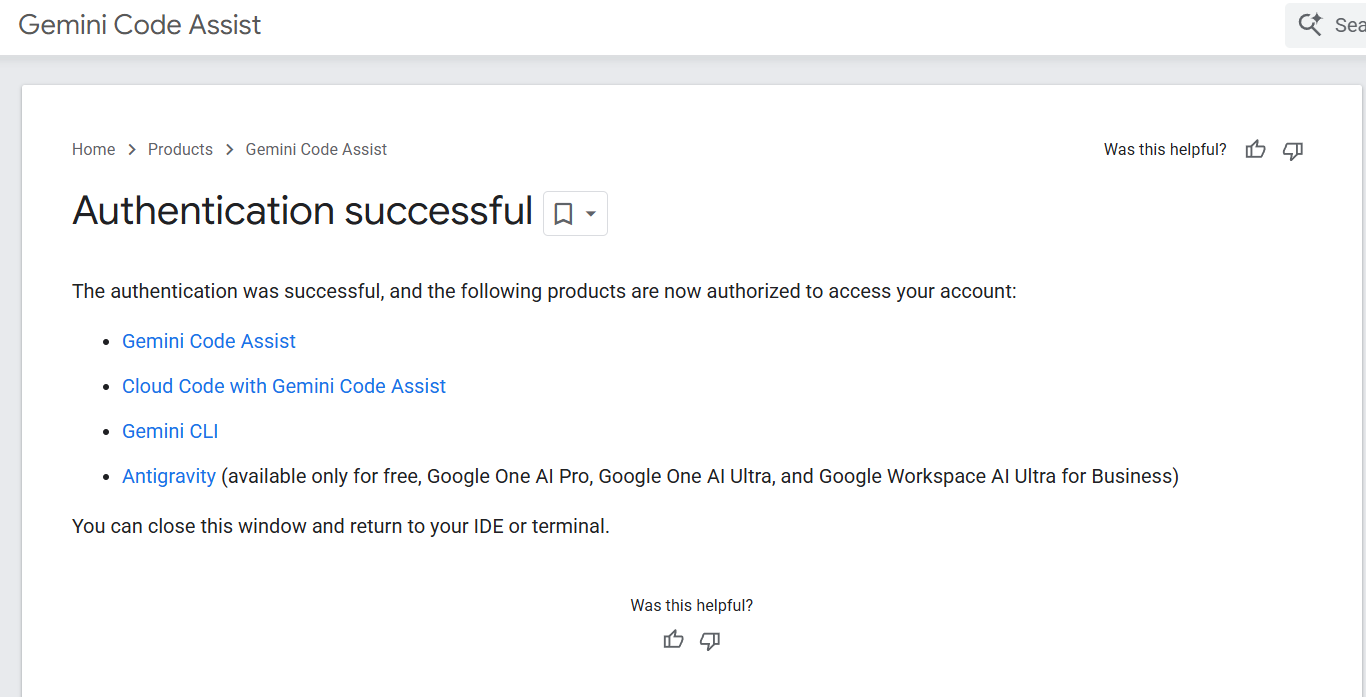 Gemini Code Assist
Sea
Home > Products > Gemini Code Assist
Was this helpful?
Authentication successful
The authentication was successful, and the following products are now authorized to access your account:
• Gemini Code Assist
• Cloud Code with Gemini Code Assist
• Gemini CLI
• Antigravity (available only for free, Google One AI Pro, Google One AI Ultra, and Google Workspace AI Ultra for Business)
You can close this window and return to your IDE or terminal.
Was this helpful?